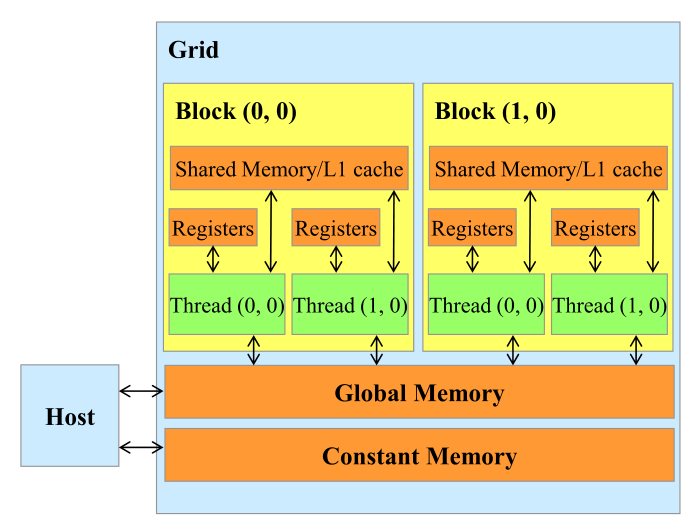 Grid
Block (0, 0)
Block (1, 0)
Shared Memory/L1 cache
Shared Memory/L1 cache
Registers
Registers
Registers
Registers
Thread (0, 0)
Thread (1, 0)
Thread (0, 0)
Thread (1, 0)
Host
Global Memory
Constant Memory